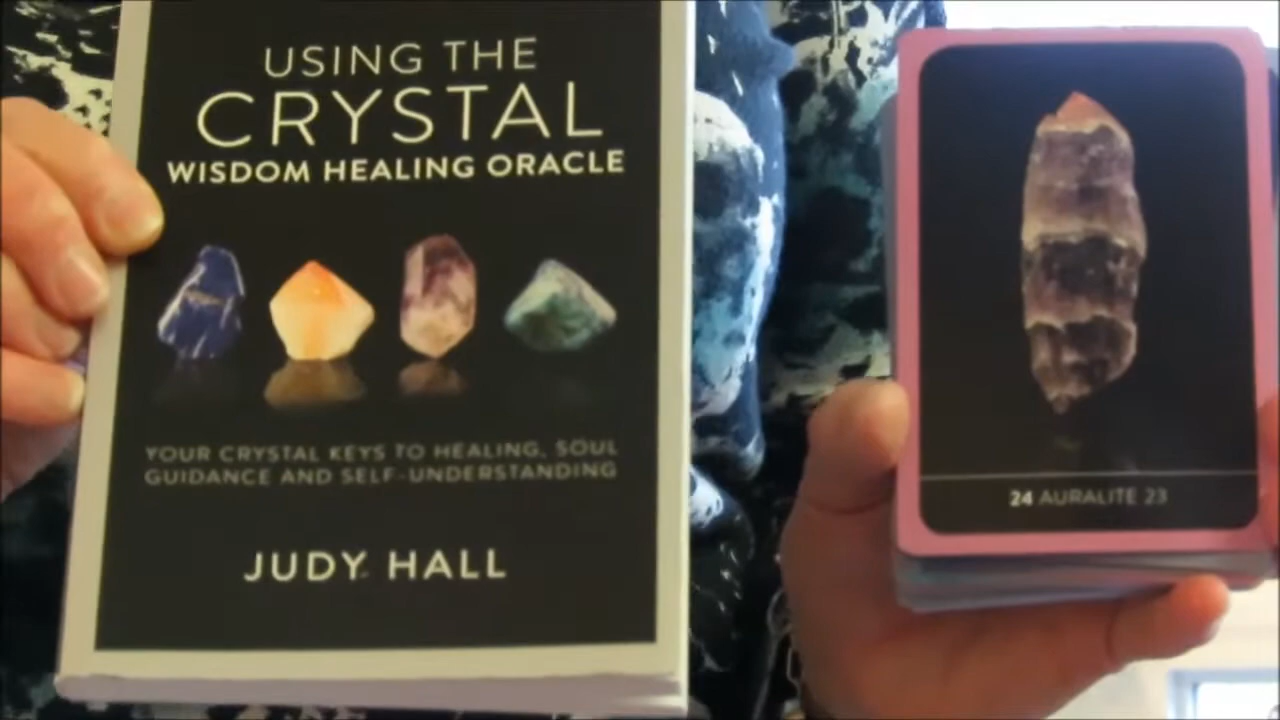 USING THE
CRYSTAL
WISDOM HEALING ORACLE
YOUR CRYSTAL KEYS TO HEALING, SOUL
GUIDANCE AND SELF-UNDERSTANDING
JUDY HALL
24 AURALITE 23